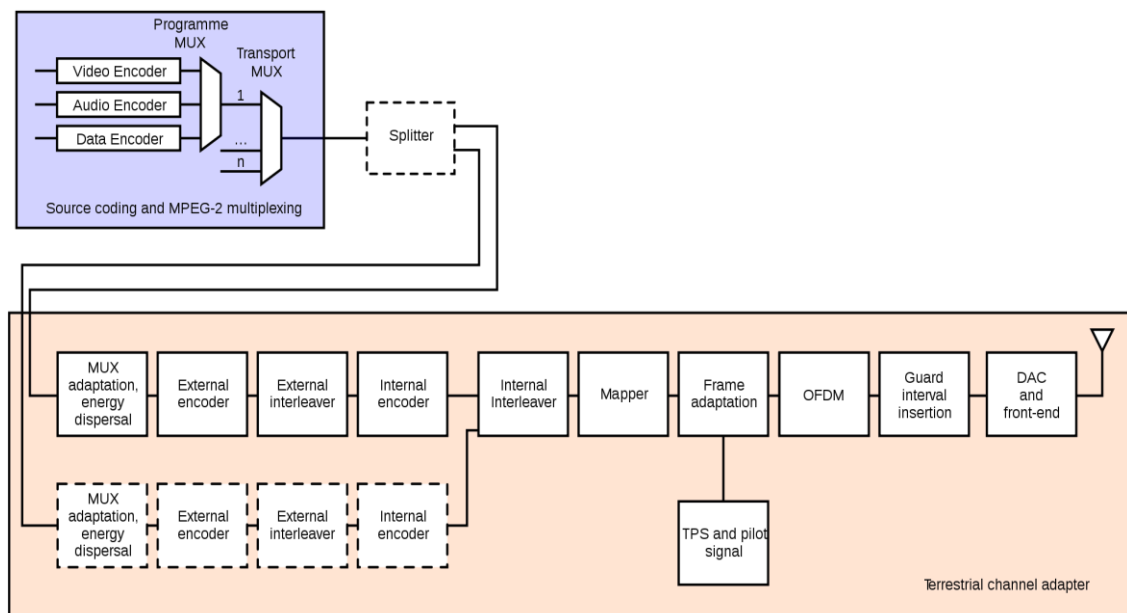 Programme
MUX
Transport
MUX
Video Encoder
Audio Encoder
Data Encoder
1
...
n
Source coding and MPEG-2 multiplexing
Splitter
MUX
adaptation,
energy
dispersal
External
encoder
External
interleaver
Internal
encoder
Internal
Interleaver
Mapper
Frame
adaptation
OFDM
Guard
interval
insertion
DAC
and
front-end
MUX
adaptation,
energy
dispersal
External
encoder
External
interleaver
Internal
encoder
TPS and pilot
signal
Terrestrial channel adapter